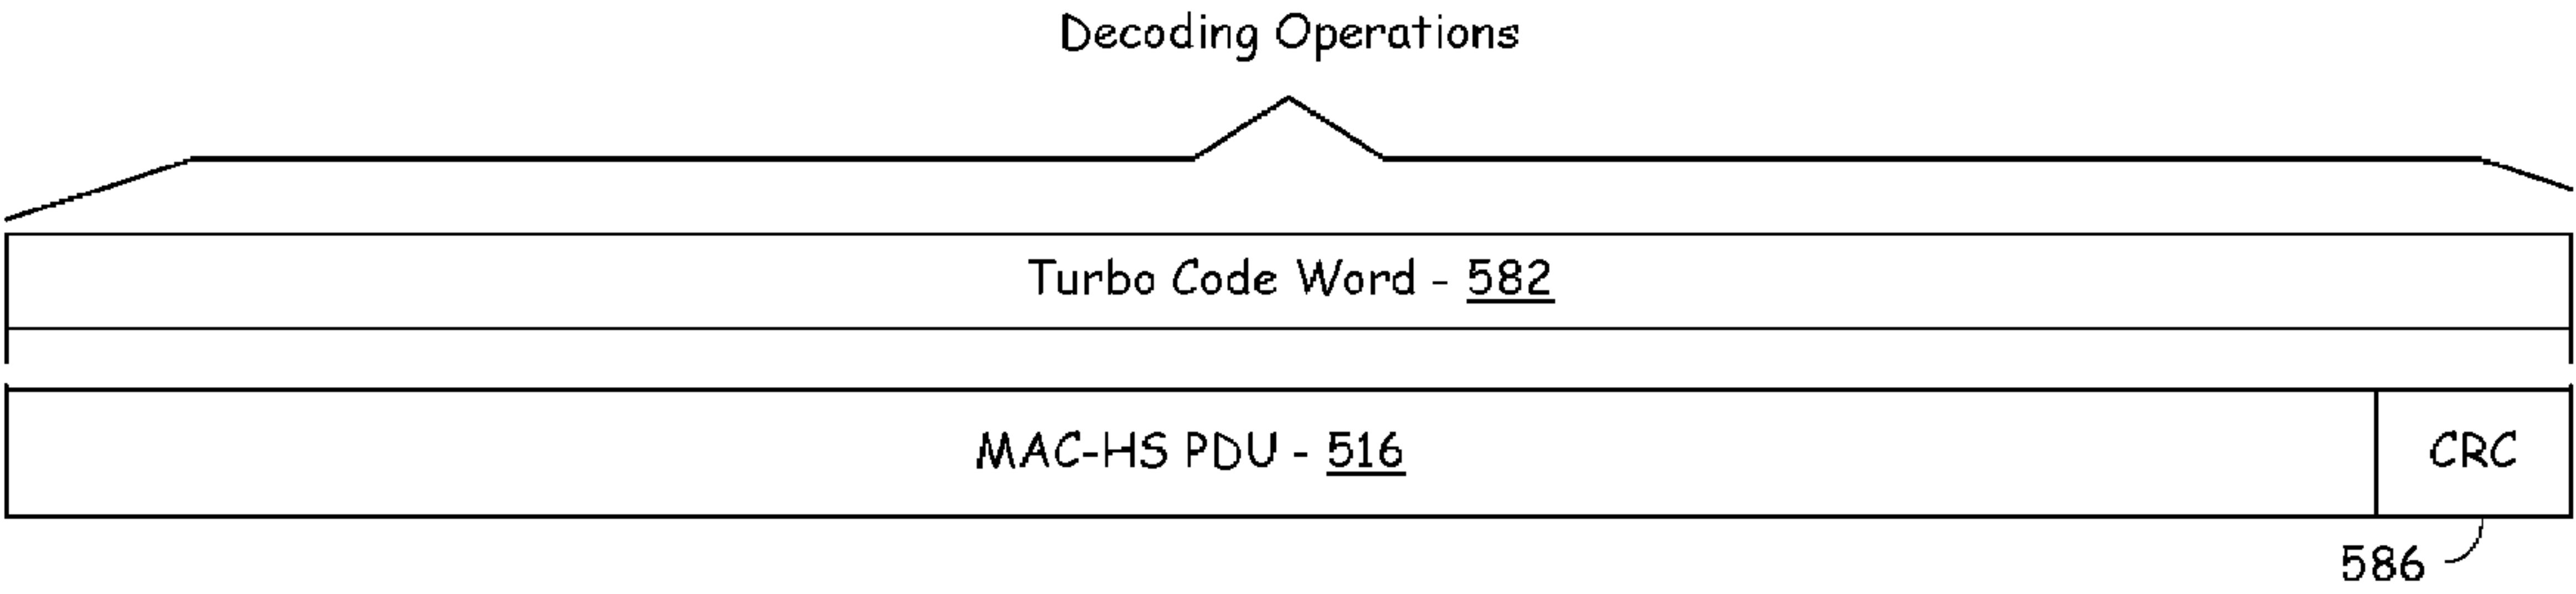 Decoding Operations
Turbo Code Word - 582
MAC-HS PDU - 516
CRC
586